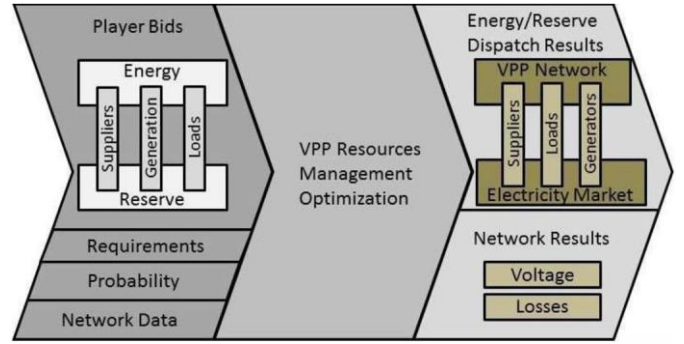 Player Bids
Energy
Suppliers
Generation
Loads
Reserve
Requirements
Probability
Network Data
VPP Resources
Management
Optimization
Energy/Reserve
Dispatch Results
VPP Network
Suppliers
Loads
Generators
Electricity Market
Network Results
Voltage
Losses